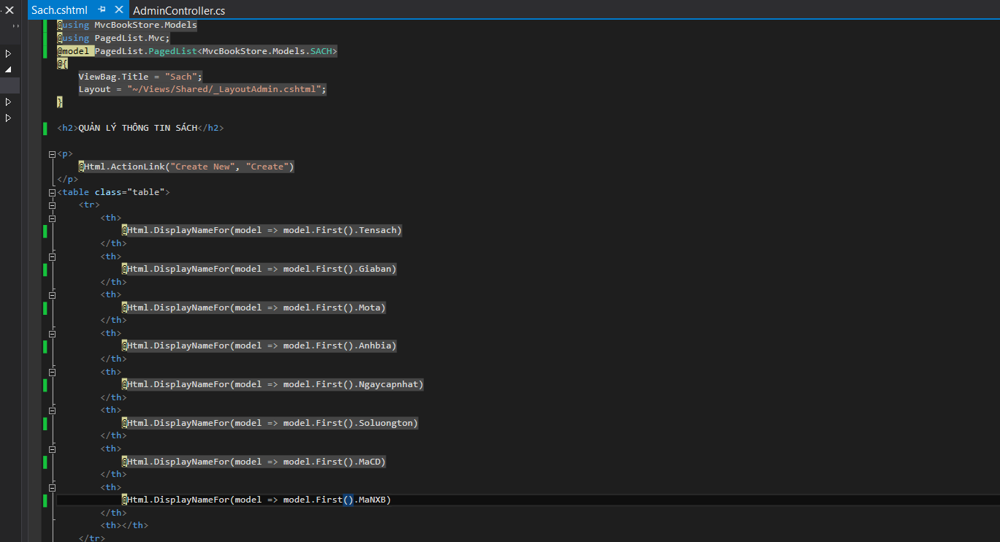 Sach.cshtml
AdminController.cs
@using MvcBookStore.Models
@using PagedList.Mvc;
@model PagedList.PagedList<MvcBookStore.Models.SACH>
@{
    ViewBag.Title = "Sach";
    Layout = "~/Views/Shared/_LayoutAdmin.cshtml";
}
<h2>QUẢN LÝ THÔNG TIN SÁCH</h2>
<p>
    @Html.ActionLink("Create New", "Create")
</p>
<table class="table">
    <tr>
        <th>
            @Html.DisplayNameFor(model => model.First().Tensach)
        </th>
        <th>
            @Html.DisplayNameFor(model => model.First().Giaban)
        </th>
        <th>
            @Html.DisplayNameFor(model => model.First().Mota)
        </th>
        <th>
            @Html.DisplayNameFor(model => model.First().Anhbia)
        </th>
        <th>
            @Html.DisplayNameFor(model => model.First().Ngaycapnhat)
        </th>
        <th>
            @Html.DisplayNameFor(model => model.First().Soluongton)
        </th>
        <th>
            @Html.DisplayNameFor(model => model.First().MaCD)
        </th>
        <th>
            @Html.DisplayNameFor(model => model.First().MaNXB)
        </th>
        <th></th>
    </tr>